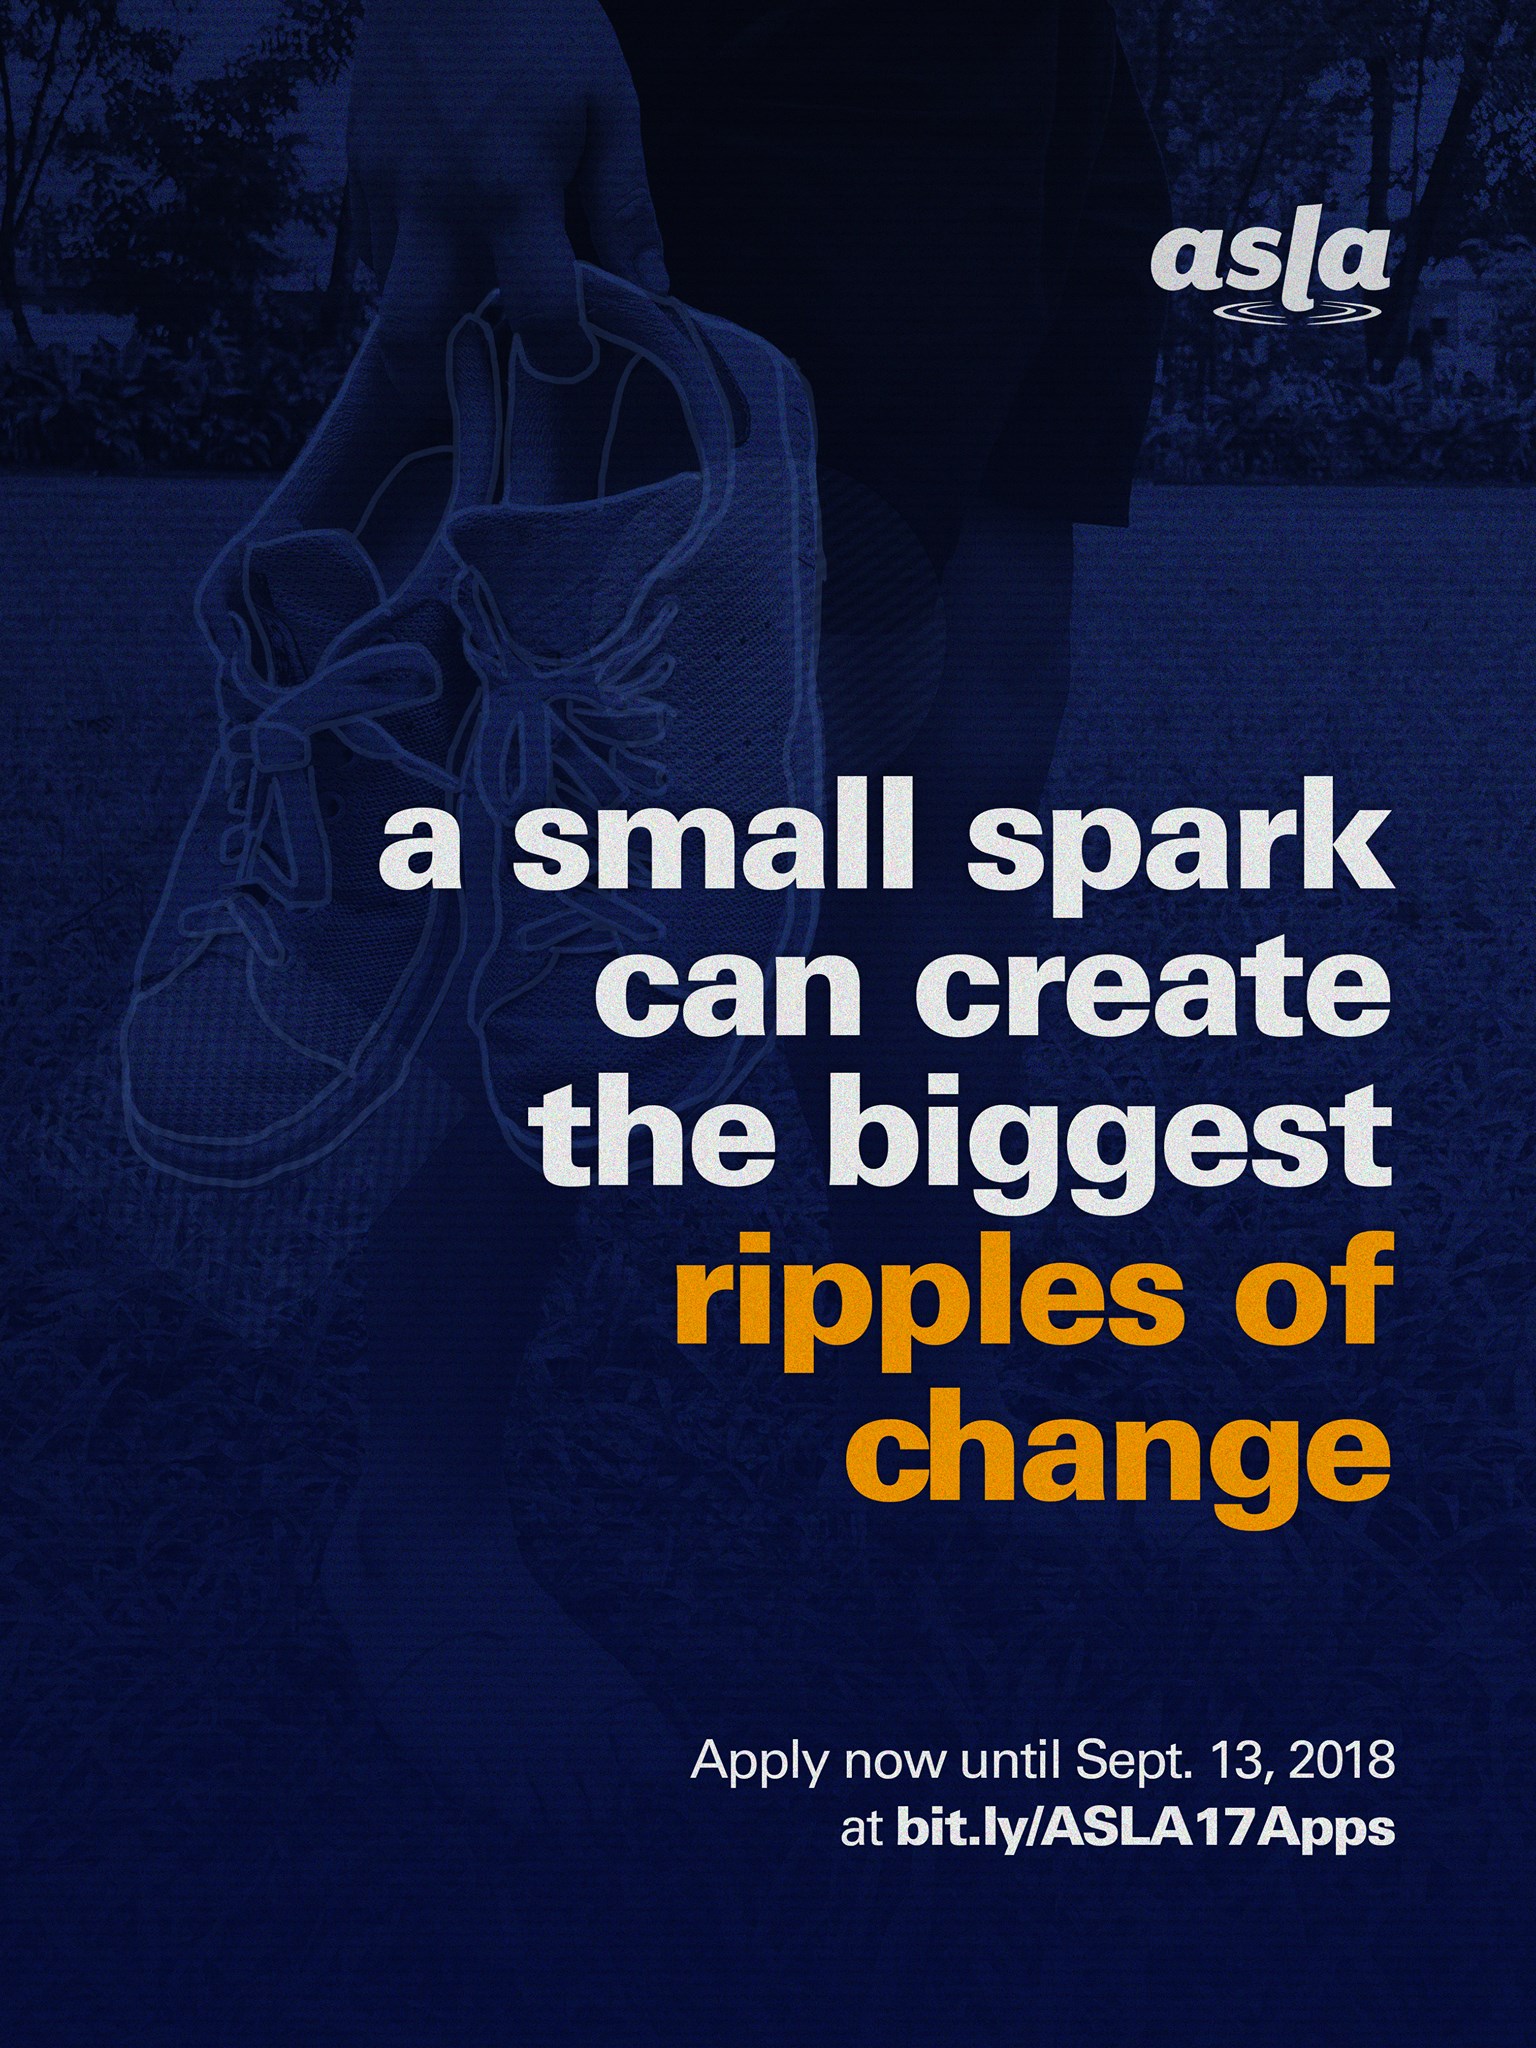 asla
a small spark
can create
the biggest
ripples of
change
Apply now until Sept. 13, 2018
at bit.ly/ASLA17Apps